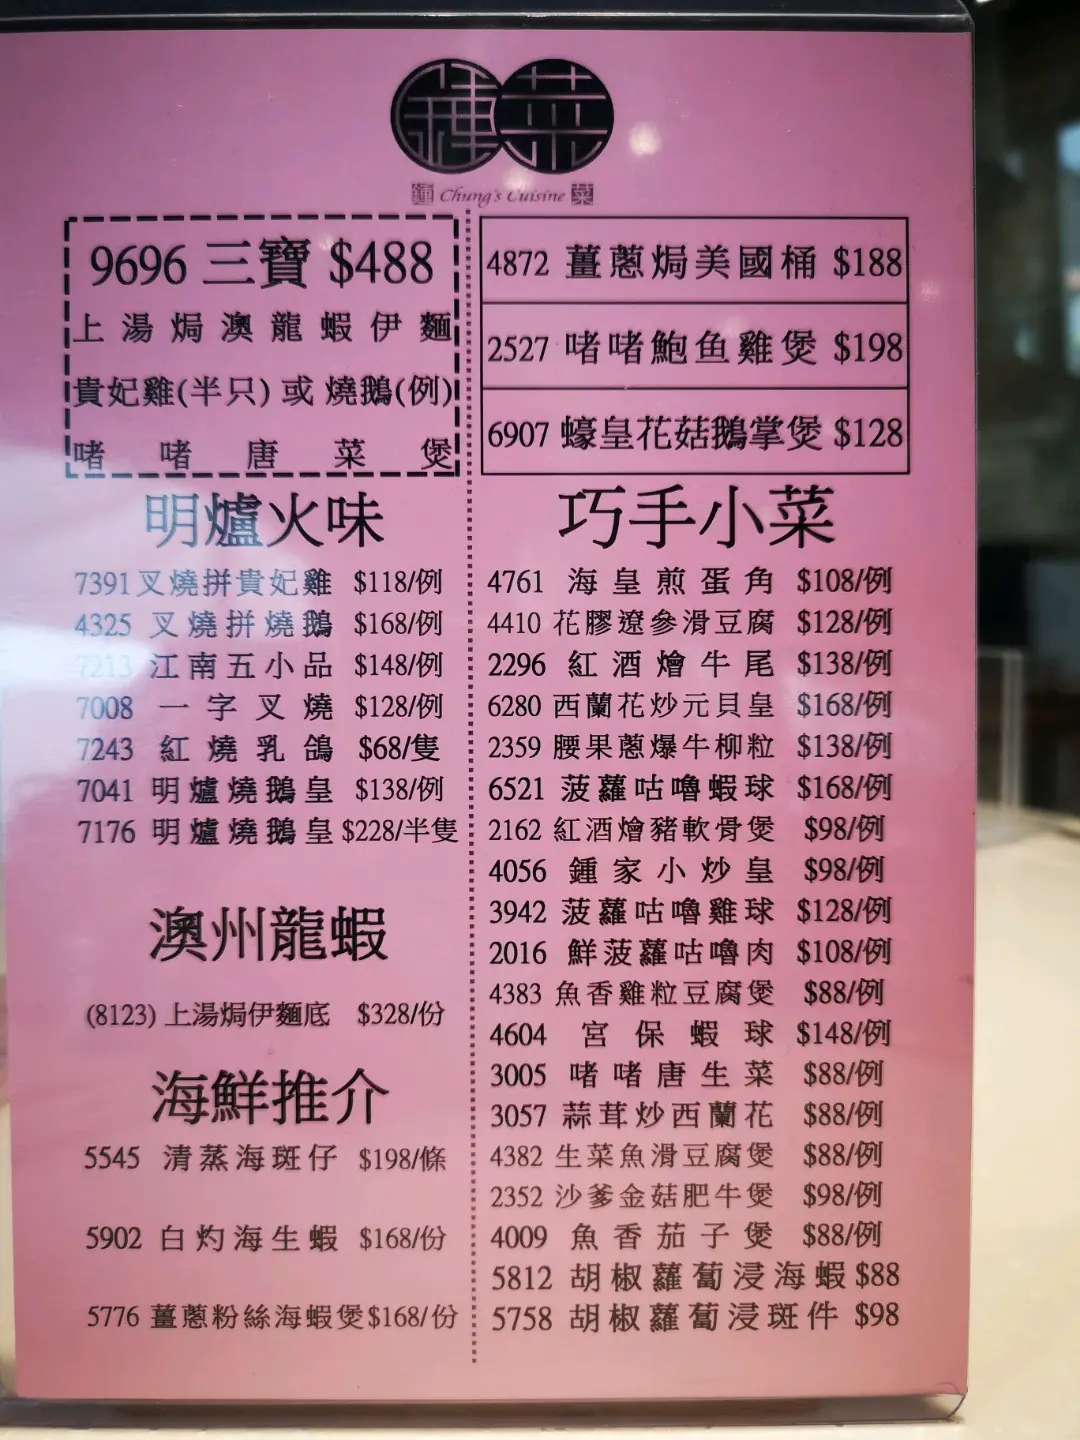 鍾菜
鍾 Chung's Cuisine 菜
9696 三寶 $488
上湯焗澳龍蝦伊麵
貴妃雞(半只) 或 燒鵝(例)
啫啫唐菜煲
4872 薑蔥焗美國桶 $188
2527 啫啫鮑鱼雞煲 $198
6907 蠔皇花菇鵝掌煲 $128
明爐火味
7391 叉燒拼貴妃雞 $118/例
4325 叉燒拼燒鵝 $168/例
7213 江南五小品 $148/例
7008 一字叉燒 $128/例
7243 紅燒乳鴿 $68/隻
7041 明爐燒鵝皇 $138/例
7176 明爐燒鵝皇 $228/半隻
澳州龍蝦
(8123) 上湯焗伊麵底 $328/份
海鮮推介
5545 清蒸海斑仔 $198/條
5902 白灼海生蝦 $168/份
5776 薑蔥粉絲海蝦煲 $168/份
巧手小菜
4761 海皇煎蛋角 $108/例
4410 花膠遼參滑豆腐 $128/例
2296 紅酒燴牛尾 $138/例
6280 西蘭花炒元貝皇 $168/例
2359 腰果蔥爆牛柳粒 $138/例
6521 菠蘿咕嚕蝦球 $168/例
2162 紅酒燴豬軟骨煲 $98/例
4056 鍾家小炒皇 $98/例
3942 菠蘿咕嚕雞球 $128/例
2016 鮮菠蘿咕嚕肉 $108/例
4383 魚香雞粒豆腐煲 $88/例
4604 宮保蝦球 $148/例
3005 啫啫唐生菜 $88/例
3057 蒜茸炒西蘭花 $88/例
4382 生菜魚滑豆腐煲 $88/例
2352 沙爹金菇肥牛煲 $98/例
4009 魚香茄子煲 $88/例
5812 胡椒蘿蔔浸海蝦 $88
5758 胡椒蘿蔔浸斑件 $98